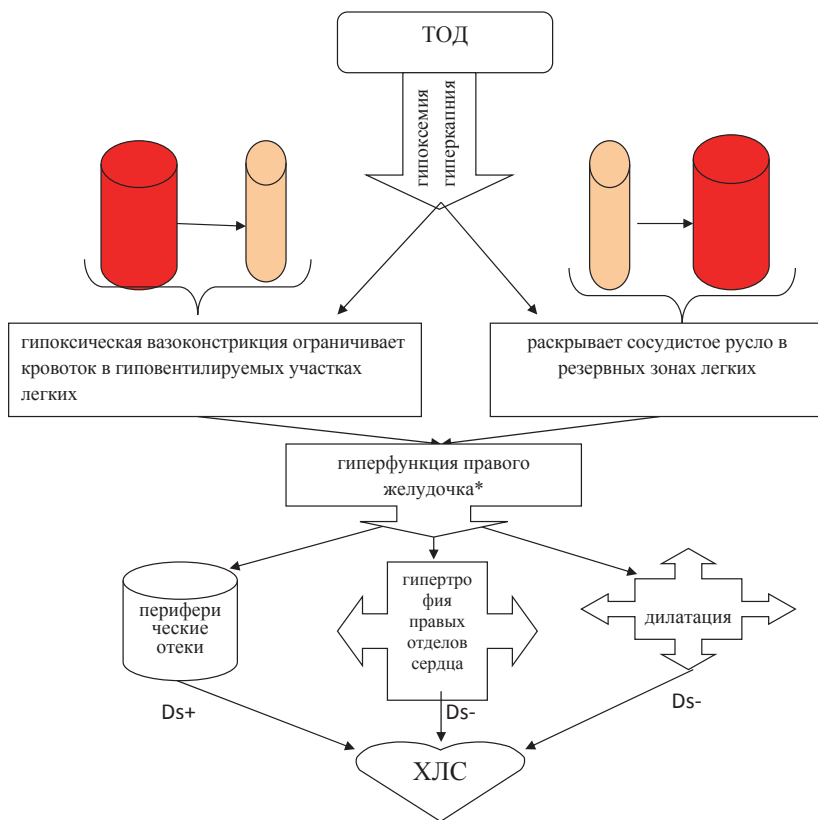 ТОД
гипоксемия
гиперкапния
гипоксическая вазоконстрикция ограничивает
кровоток в гиповентилируемых участках
легких
раскрывает сосудистое русло в
резервных зонах легких
гиперфункция правого
желудочка*
перифери
ческие
отеки
гипертро
фия
правых
отделов
сердца
дилатация
Ds+
Ds-
Ds-
ХЛС